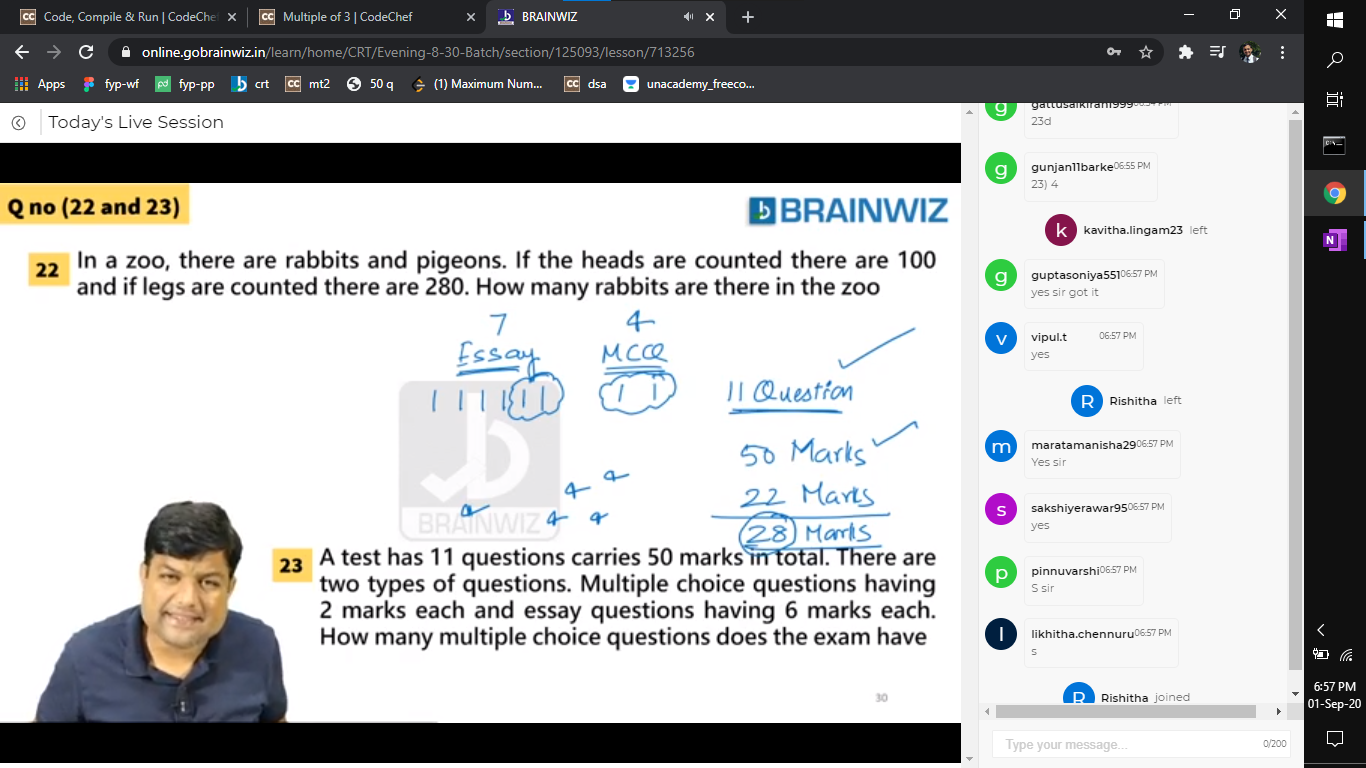 Code, Compile & Run | CodeChef
Multiple of 3 | CodeChef
BRAINWIZ
online.gobrainwiz.in/learn/home/CRT/Evening-8-30-Batch/section/125093/lesson/713256
Apps fyp-wf fyp-pp crt mt2 50 q (1) Maximum Num... dsa unacademy_freeco...
Today's Live Session
Q no (22 and 23)
BRAINWIZ
22 In a zoo, there are rabbits and pigeons. If the heads are counted there are 100
and if legs are counted there are 280. How many rabbits are there in the zoo
7 4
Essay MCQ
11 Question
50 Marks
22 Marks
28 Marks
4 4 4 4
BRAINWIZ
23 A test has 11 questions carries 50 marks in total. There are
two types of questions. Multiple choice questions having
2 marks each and essay questions having 6 marks each.
How many multiple choice questions does the exam have
30
gattusaikiran1999 06:54 PM
23d
gunjan11barke 06:55 PM
23) 4
k kavitha.lingam23 left
g guptasoniya551 06:57 PM
yes sir got it
v vipul.t 06:57 PM
yes
R Rishitha left
m maratamanisha29 06:57 PM
Yes sir
s sakshiyerawar95 06:57 PM
yes
p pinnuvarshi 06:57 PM
S sir
l likhitha.chennuru 06:57 PM
s
R Rishitha joined
Type your message... 0/200
6:57 PM
01-Sep-20